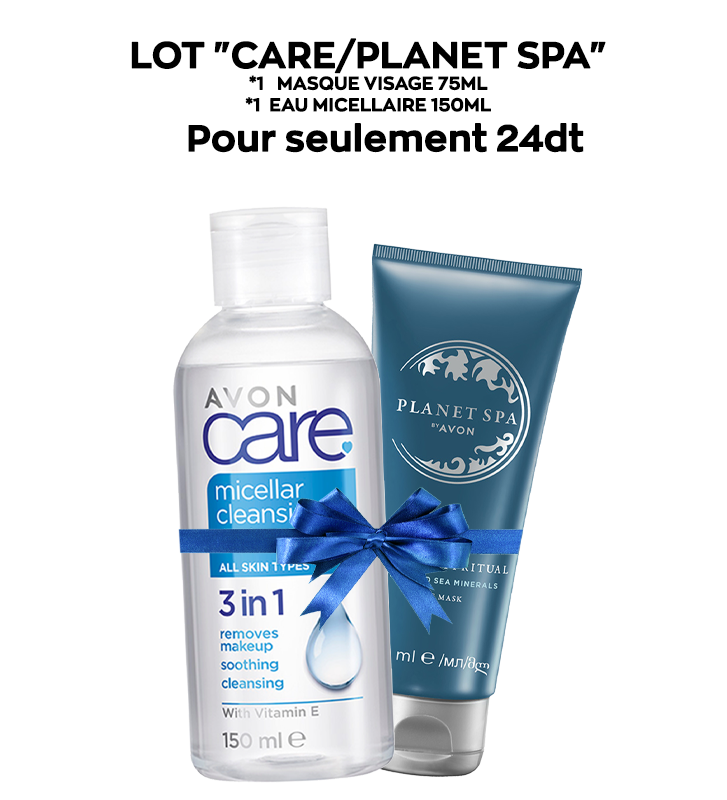 LOT "CARE/PLANET SPA"
*1 MASQUE VISAGE 75ML
*1 EAU MICELLAIRE 150ML
Pour seulement 24dt
AVON
care
micellar
ALL SKIN TYPES
3 in 1
removes
makeup
soothing
cleansing
With Vitamin E
150 ml e
PLANET SPA
BY AVON
RITUAL
SEA MINERALS
MASK
ml e /мл/მლ